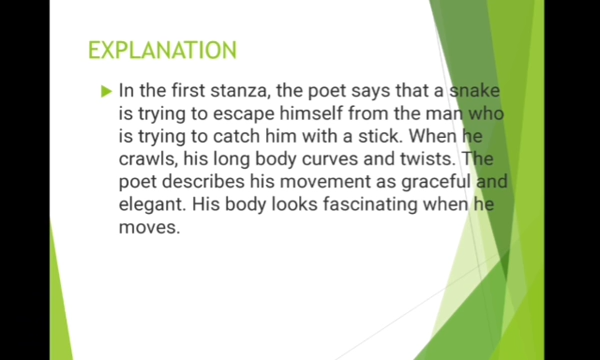 EXPLANATION
In the first stanza, the poet says that a snake
is trying to escape himself from the man who
is trying to catch him with a stick. When he
crawls, his long body curves and twists. The
poet describes his movement as graceful and
elegant. His body looks fascinating when he
moves.